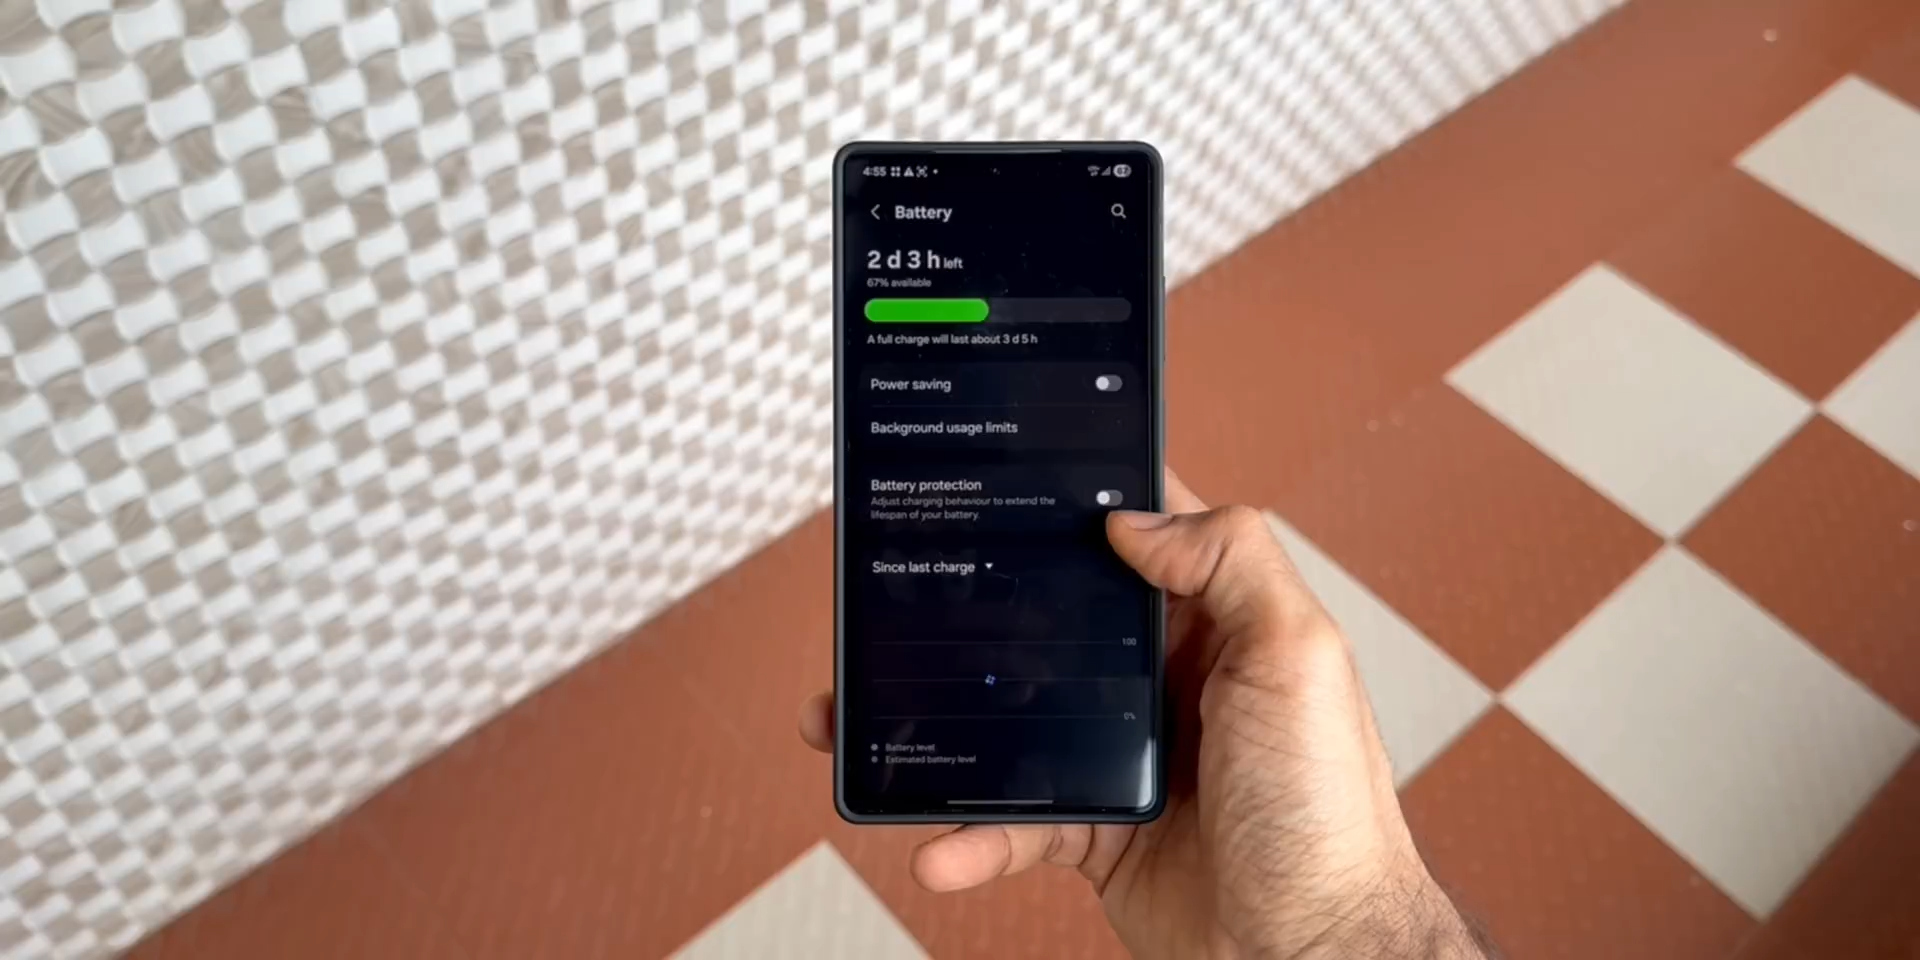 4:55
Battery
2 d 3 h left
67% available
A full charge will last about 3 d 5 h
Power saving
Background usage limits
Battery protection
Adjust charging behaviour to extend the
lifespan of your battery.
Since last charge
100
0%
Battery level
Estimated battery level